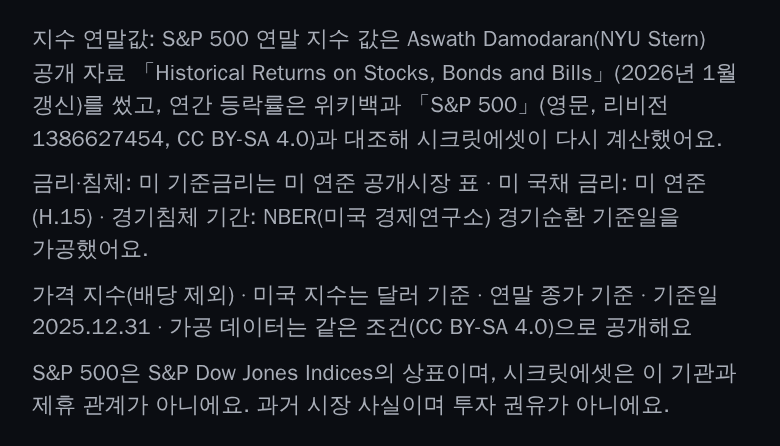 지수 연말값: S&P 500 연말 지수 값은 Aswath Damodaran(NYU Stern)
공개 자료 「Historical Returns on Stocks, Bonds and Bills」(2026년 1월
갱신)를 썼고, 연간 등락률은 위키백과 「S&P 500」(영문, 리비전
1386627454, CC BY-SA 4.0)과 대조해 시크릿에셋이 다시 계산했어요.
금리·침체: 미 기준금리는 미 연준 공개시장 표 · 미 국채 금리: 미 연준
(H.15) · 경기침체 기간: NBER(미국 경제연구소) 경기순환 기준일을
가공했어요.
가격 지수(배당 제외) · 미국 지수는 달러 기준 · 연말 종가 기준 · 기준일
2025.12.31 · 가공 데이터는 같은 조건(CC BY-SA 4.0)으로 공개해요
S&P 500은 S&P Dow Jones Indices의 상표이며, 시크릿에셋은 이 기관과
제휴 관계가 아니에요. 과거 시장 사실이며 투자 권유가 아니에요.